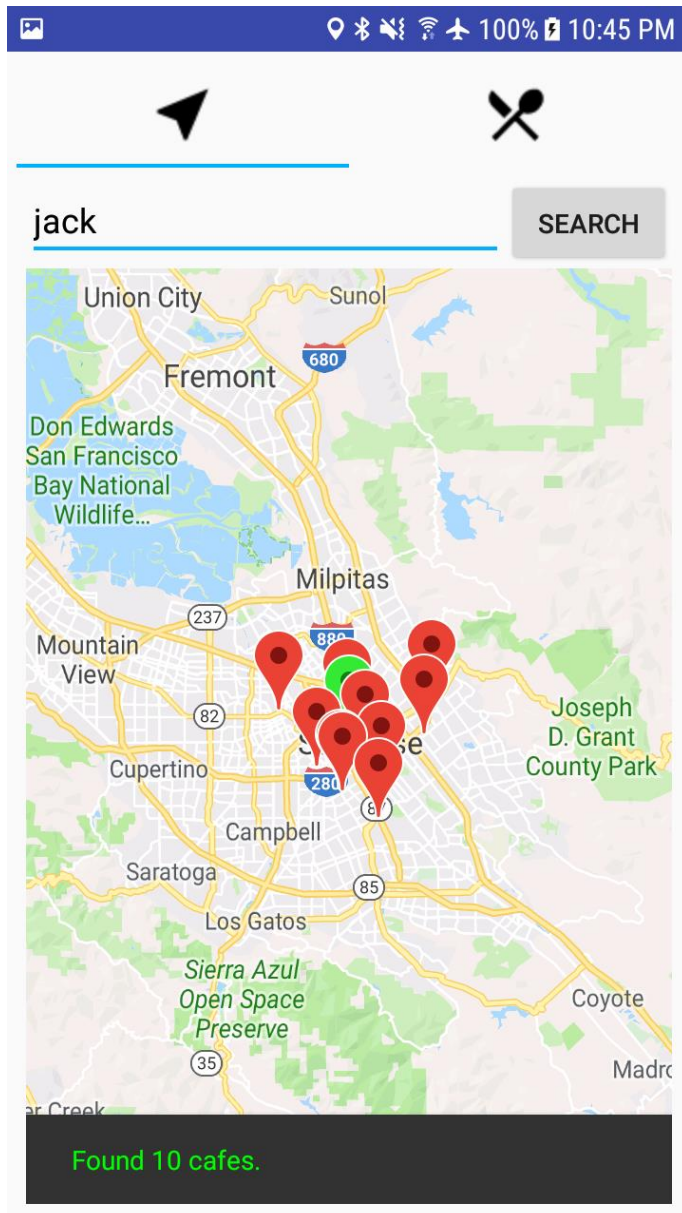 100% 10:45 PM
jack
SEARCH
Union City
Sunol
680
Fremont
Don Edwards
San Francisco
Bay National
Wildlife...
Milpitas
237
880
Mountain
View
82
Joseph
D. Grant
County Park
Cupertino
280
87
Campbell
Saratoga
85
Los Gatos
Sierra Azul
Open Space
Preserve
Coyote
35
Creek
Found 10 cafes.